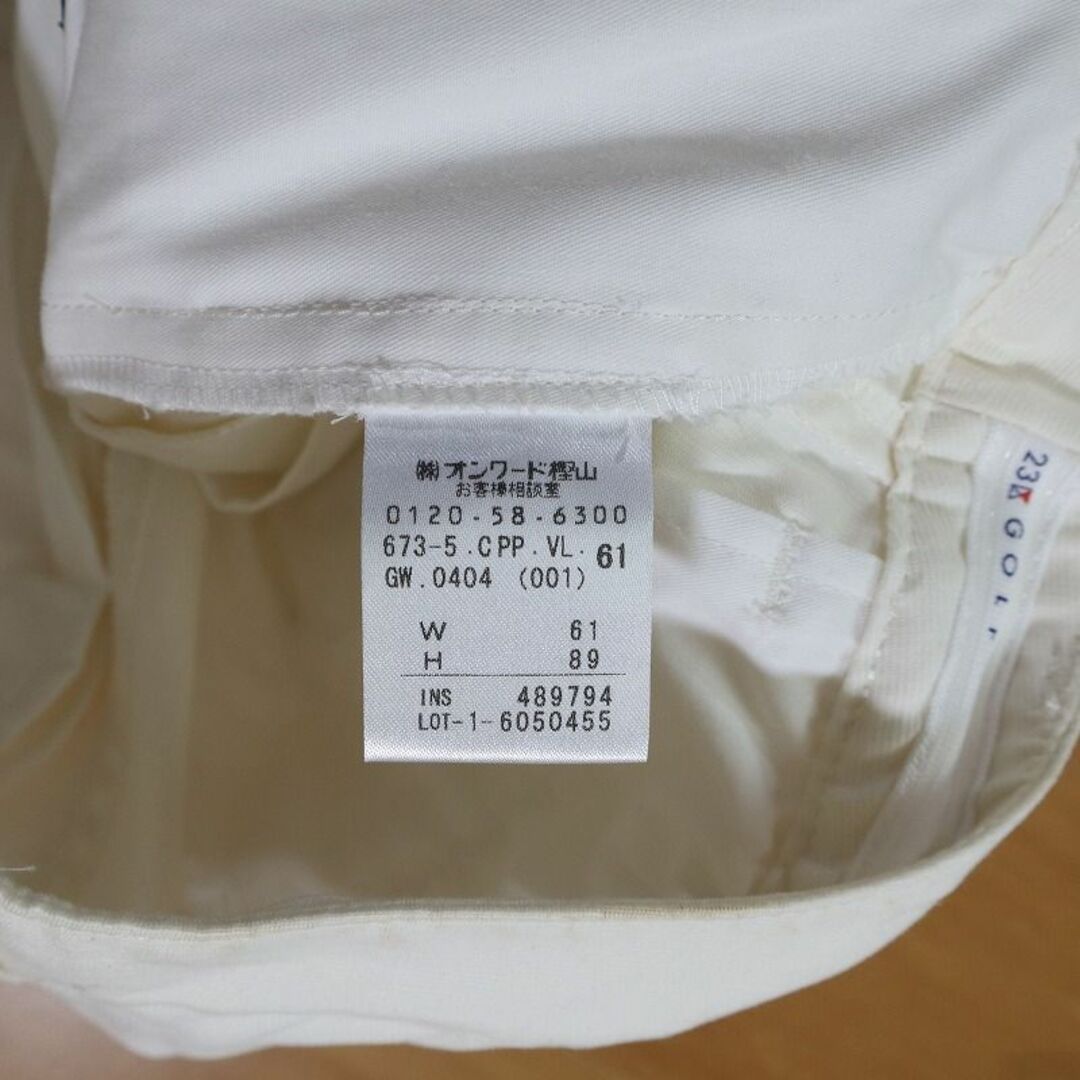 ㈱オンワード樫山
お客様相談室
0120-58-6300
673-5.CPP.VL. 61
GW.0404 (001)
W 61
H 89
INS 489794
LOT-1-6050455
23区 GOLF